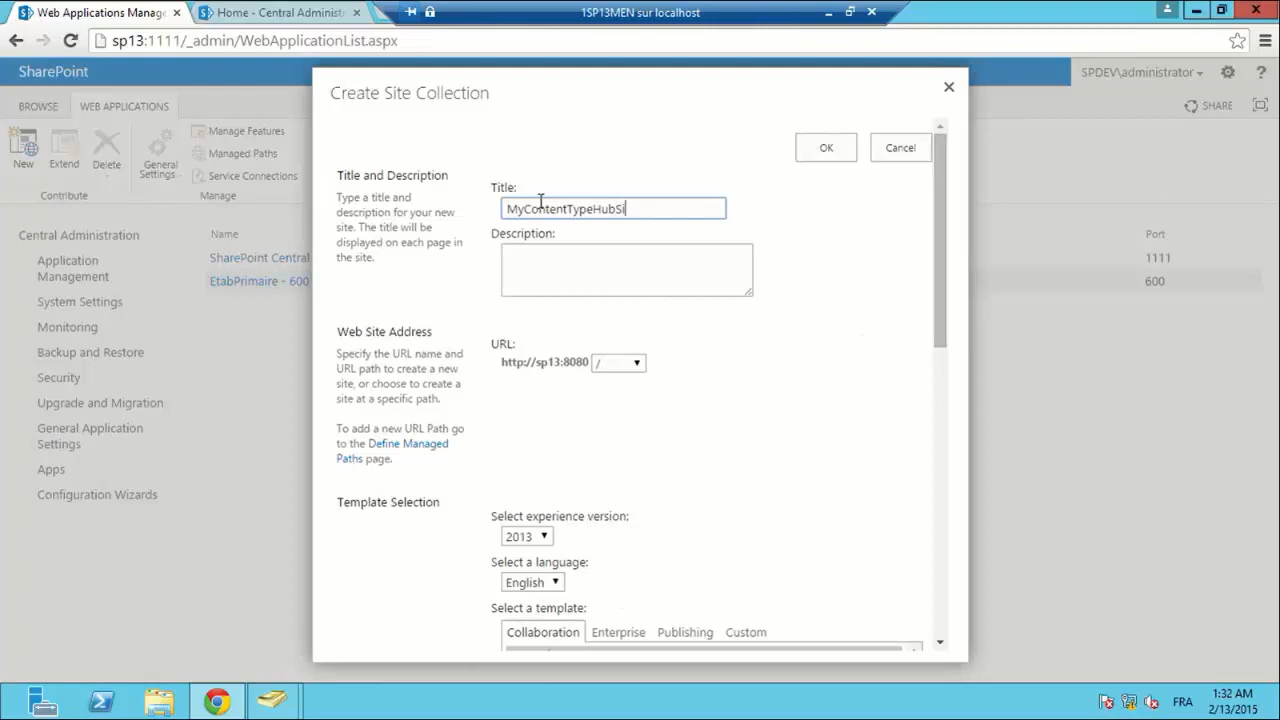 Web Applications Manage
Home - Central Administ
1SP13MEN sur localhost
sp13:1111/_admin/WebApplicationList.aspx
SharePoint
SPDEV\administrator
?
BROWSE
WEB APPLICATIONS
SHARE
New
Extend
Delete
General
Settings
Manage Features
Managed Paths
Service Connections
Contribute
Manage
Central Administration
Application
Management
System Settings
Monitoring
Backup and Restore
Security
Upgrade and Migration
General Application
Settings
Apps
Configuration Wizards
Name
Port
SharePoint Central
1111
EtabPrimaire - 600
600
Create Site Collection
OK
Cancel
Title and Description
Type a title and
description for your new
site. The title will be
displayed on each page in
the site.
Title:
MyContentTypeHubSi
Description:
Web Site Address
Specify the URL name and
URL path to create a new
site, or choose to create a
site at a specific path.
To add a new URL Path go
to the Define Managed
Paths page.
URL:
http://sp13:8080 /
Template Selection
Select experience version:
2013
Select a language:
English
Select a template:
Collaboration
Enterprise
Publishing
Custom
FR
1:32 AM
2/13/2015